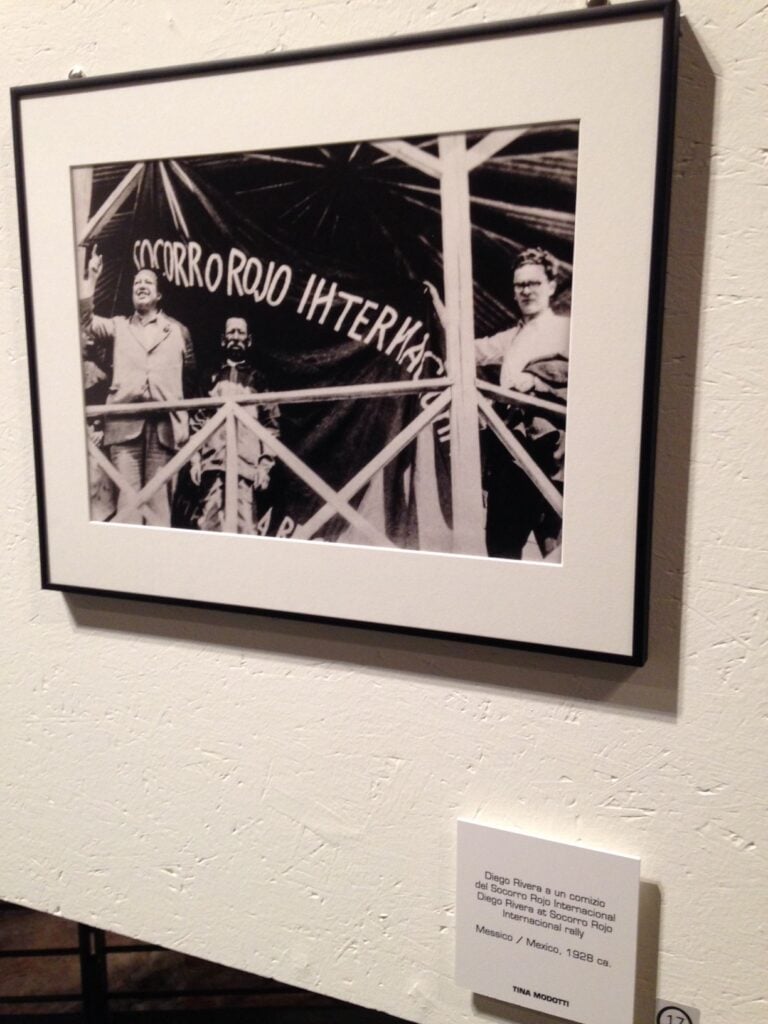 SOCORRO ROJO INTERNAC
Diego Rivera a un comizio
del Socorro Rojo Internacional
Diego Rivera at Socorro Rojo
Internacional rally
Messico / Mexico, 1928 ca.
TINA MODOTTI
17